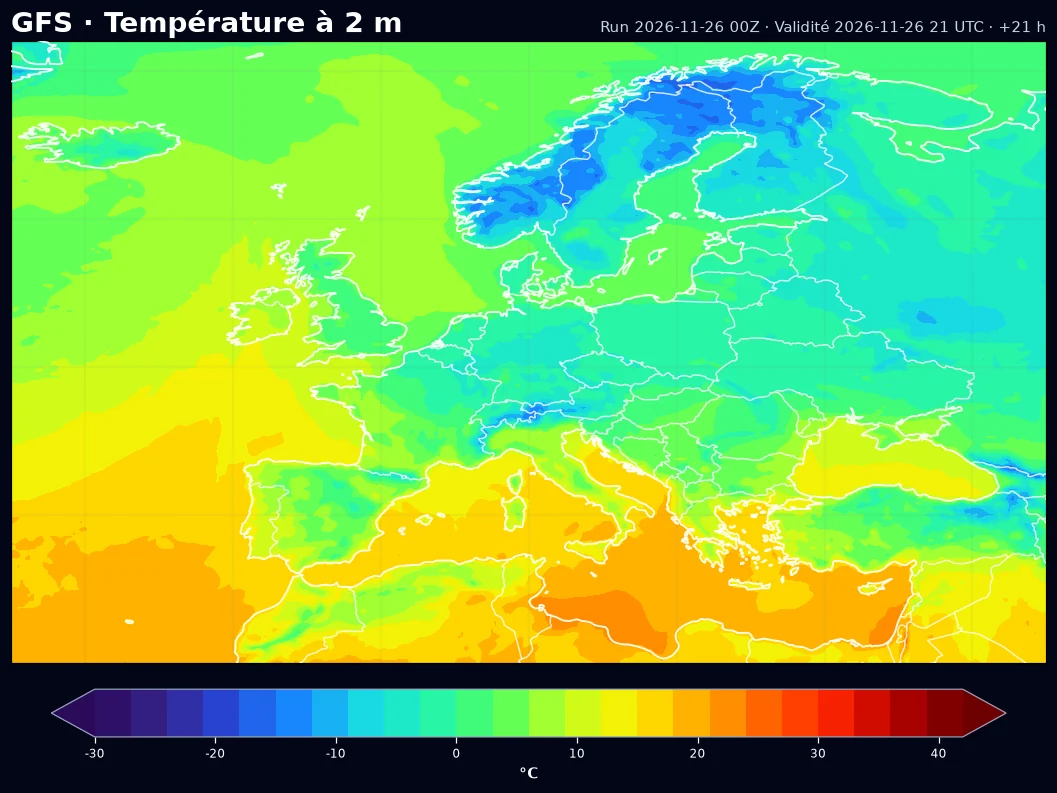 GFS · Température à 2 m
Run 2026-11-26 00Z · Validité 2026-11-26 21 UTC · +21 h
-30 -20 -10 0 10 20 30 40
°C